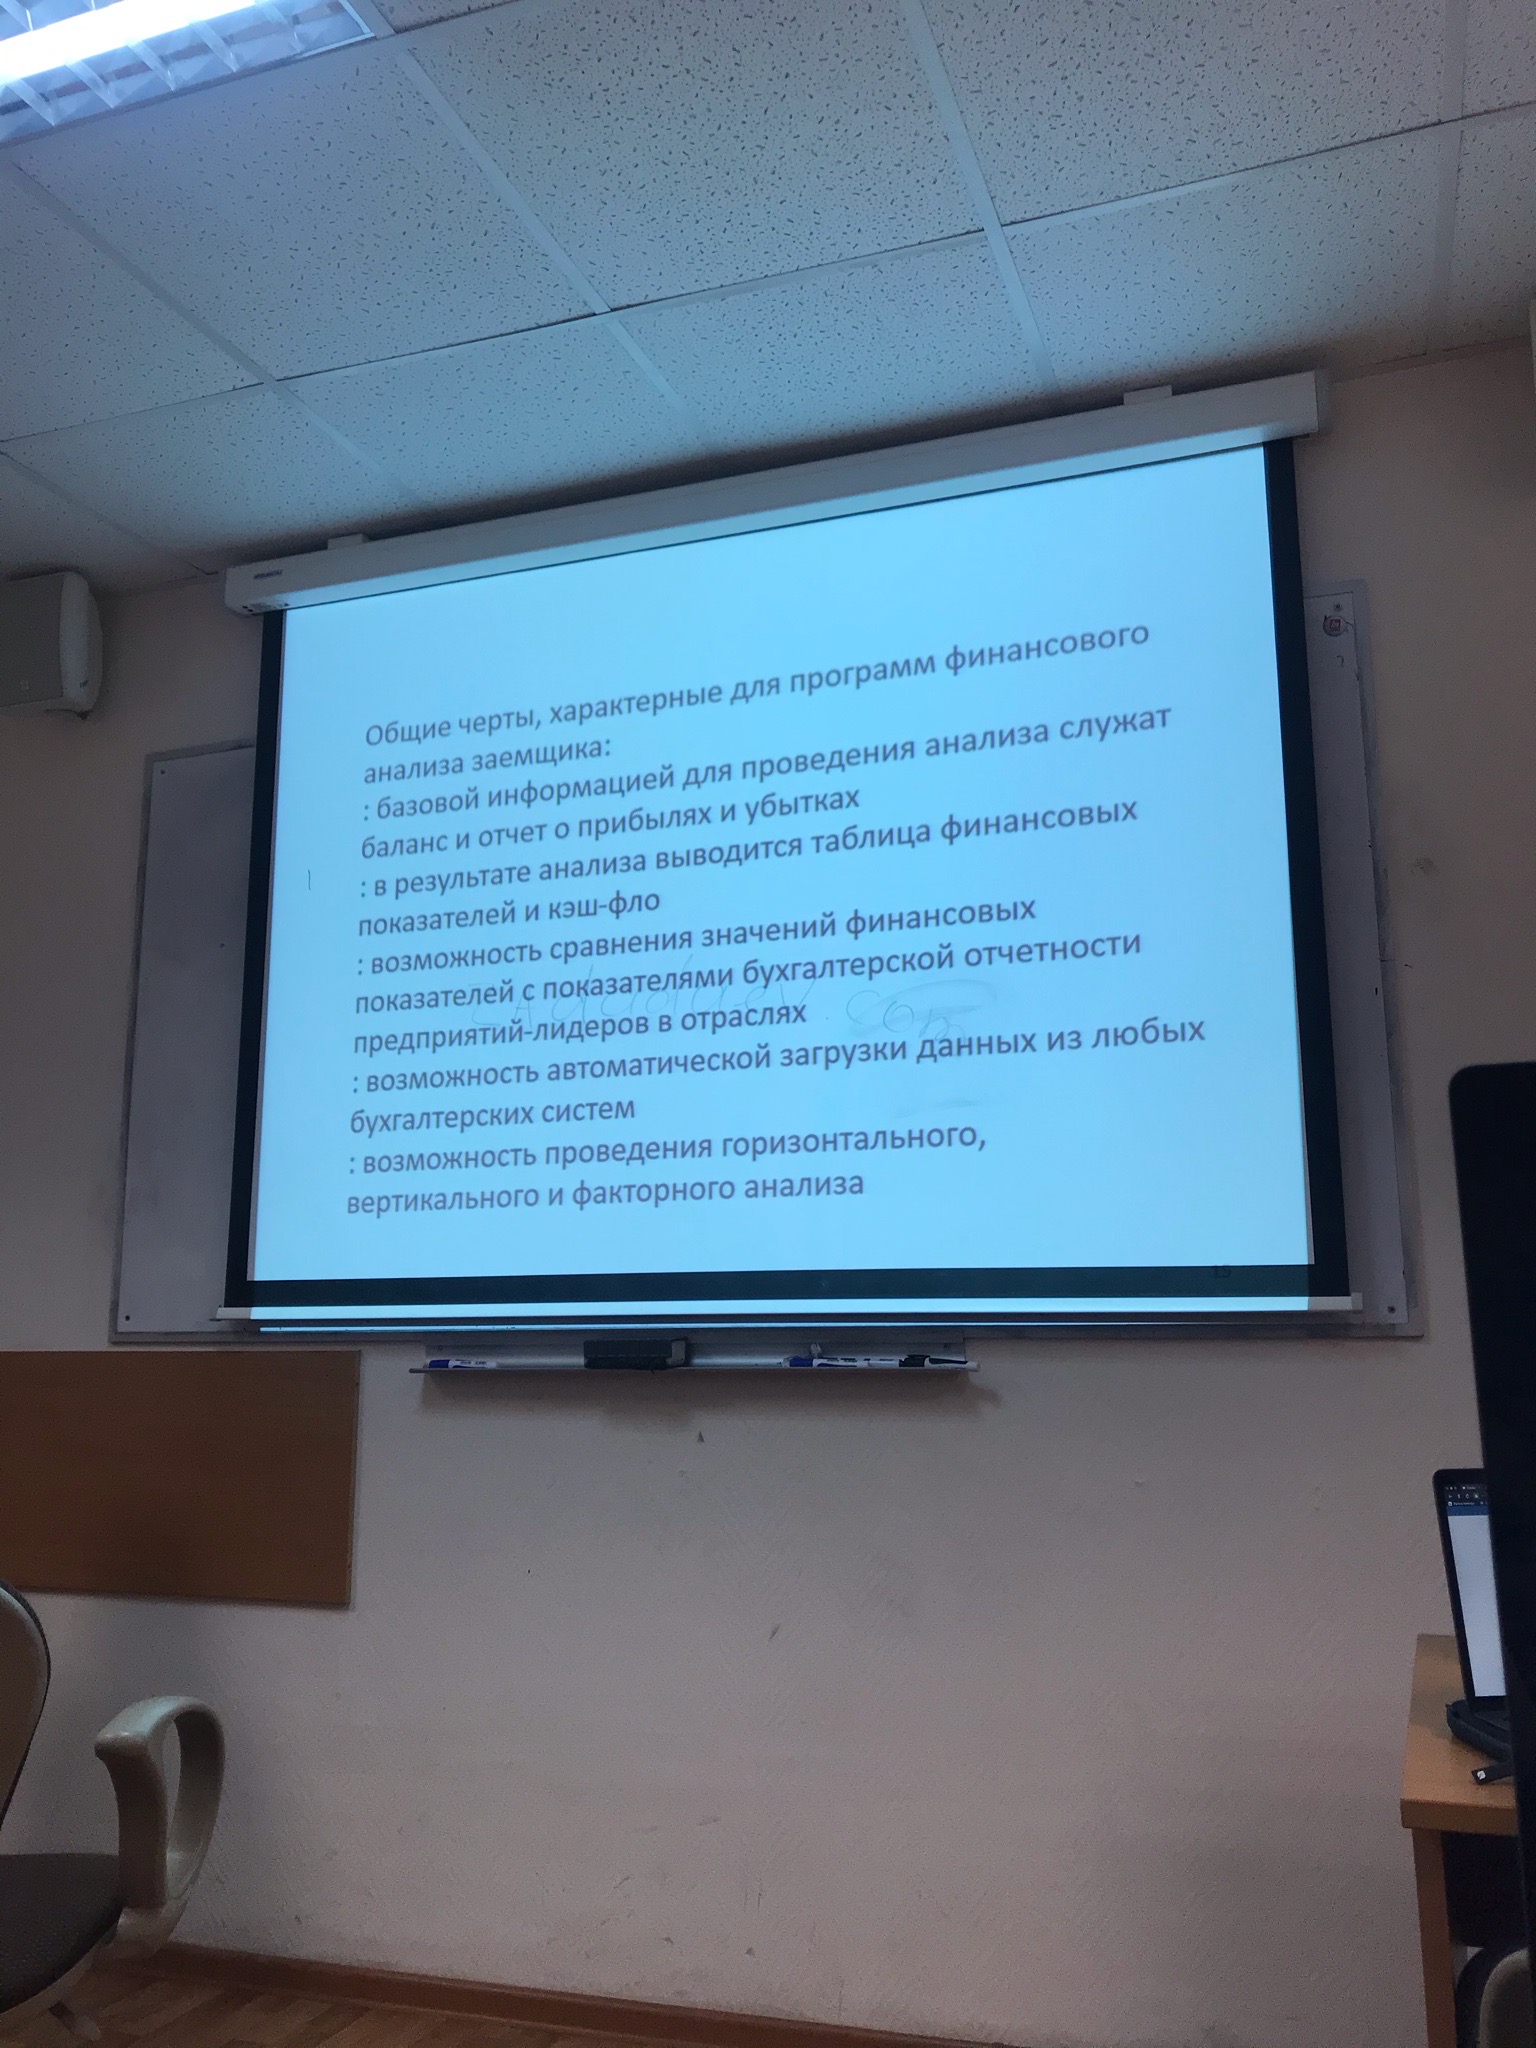 Общие черты, характерные для программ финансового
анализа заемщика:
: базовой информацией для проведения анализа служат
баланс и отчет о прибылях и убытках
: в результате анализа выводится таблица финансовых
показателей и кэш-фло
: возможность сравнения значений финансовых
показателей с показателями бухгалтерской отчетности
предприятий-лидеров в отраслях
: возможность автоматической загрузки данных из любых
бухгалтерских систем
: возможность проведения горизонтального,
вертикального и факторного анализа
15